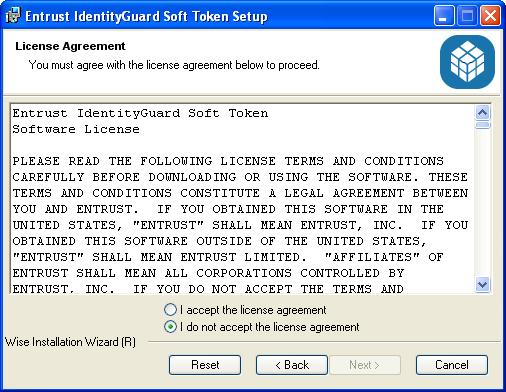 Entrust IdentityGuard Soft Token Setup
License Agreement
You must agree with the license agreement below to proceed.
Entrust IdentityGuard Soft Token
Software License
PLEASE READ THE FOLLOWING LICENSE TERMS AND CONDITIONS
CAREFULLY BEFORE DOWNLOADING OR USING THE SOFTWARE. THESE
TERMS AND CONDITIONS CONSTITUTE A LEGAL AGREEMENT BETWEEN
YOU AND ENTRUST.  IF YOU OBTAINED THIS SOFTWARE IN THE
UNITED STATES, "ENTRUST" SHALL MEAN ENTRUST, INC.  IF YOU
OBTAINED THIS SOFTWARE OUTSIDE OF THE UNITED STATES,
"ENTRUST" SHALL MEAN ENTRUST LIMITED.  "AFFILIATES" OF
ENTRUST SHALL MEAN ALL CORPORATIONS CONTROLLED BY
ENTRUST, INC.  IF YOU DO NOT ACCEPT THE TERMS AND
I accept the license agreement
I do not accept the license agreement
Wise Installation Wizard (R)
Reset
< Back
Next >
Cancel